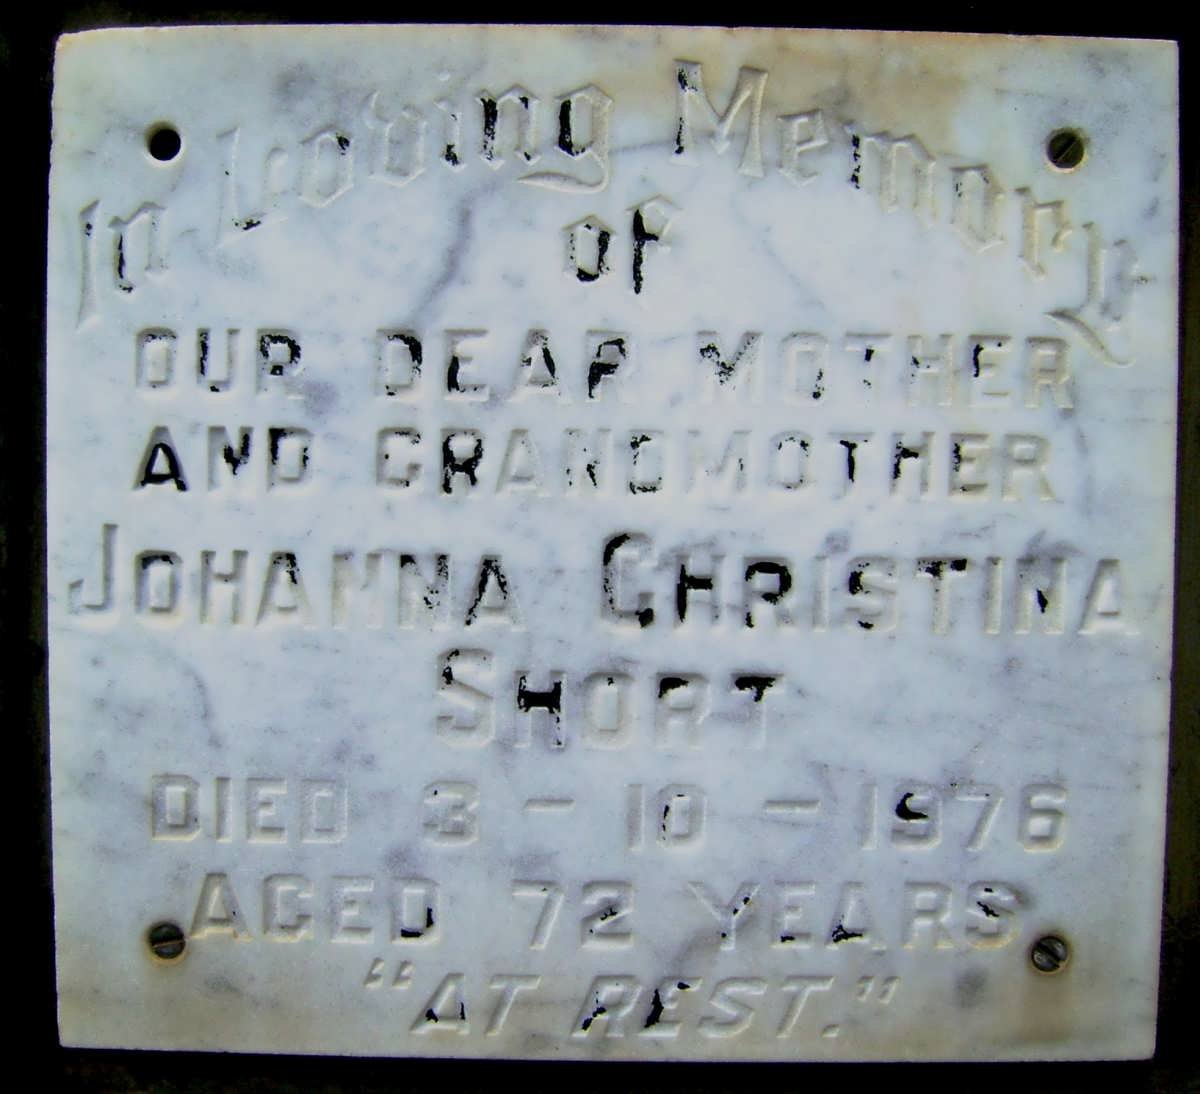 In Loving Memory
of
OUR DEAR MOTHER
AND GRANDMOTHER
JOHANNA CHRISTINA
SHORT
DIED 3 - 10 - 1976
AGED 72 YEARS
"AT REST."